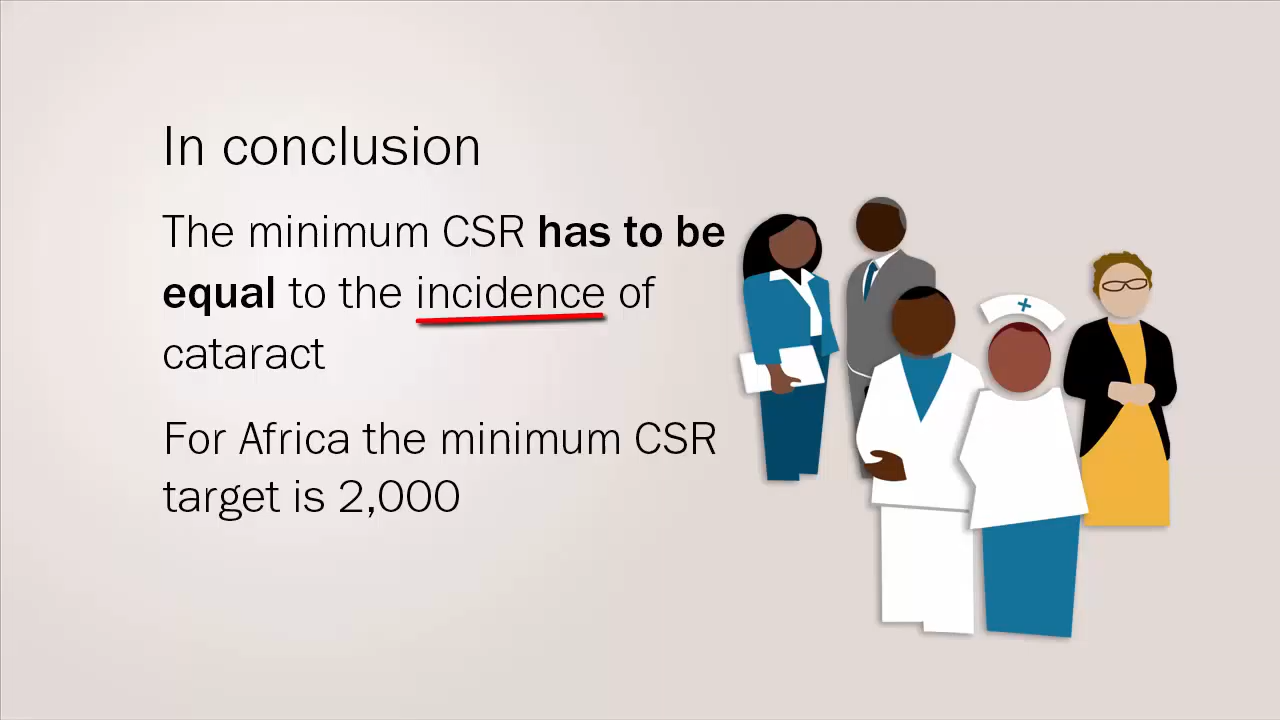 In conclusion
The minimum CSR has to be
equal to the incidence of
cataract
For Africa the minimum CSR
target is 2,000